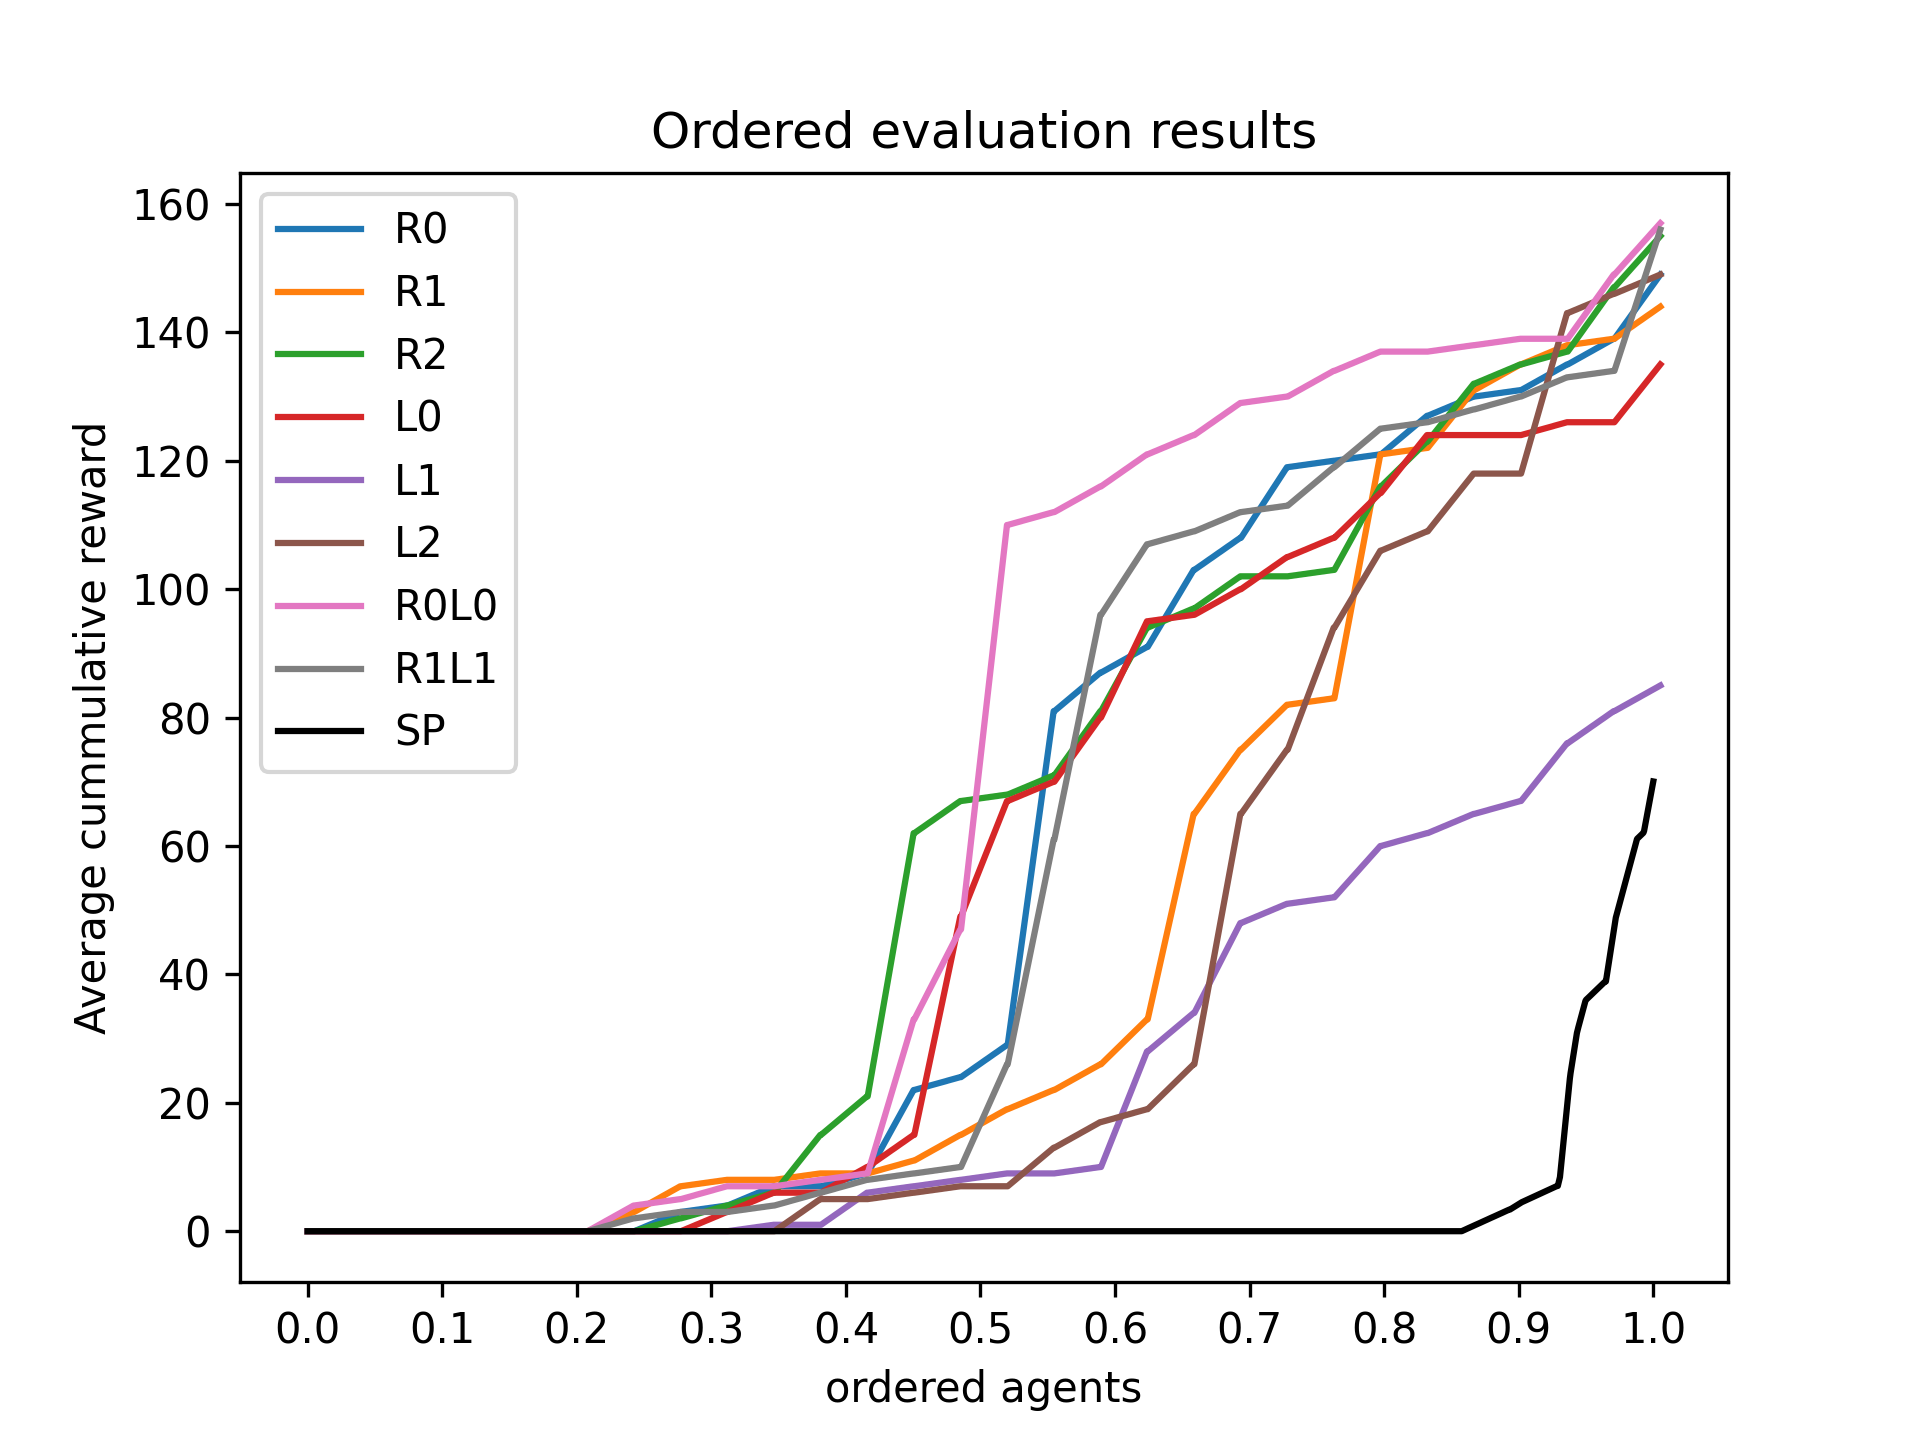 Ordered evaluation results
160
140
120
100
80
60
40
20
0
Average cummulative reward
R0
R1
R2
L0
L1
L2
R0L0
R1L1
SP
0.0 0.1 0.2 0.3 0.4 0.5 0.6 0.7 0.8 0.9 1.0
ordered agents